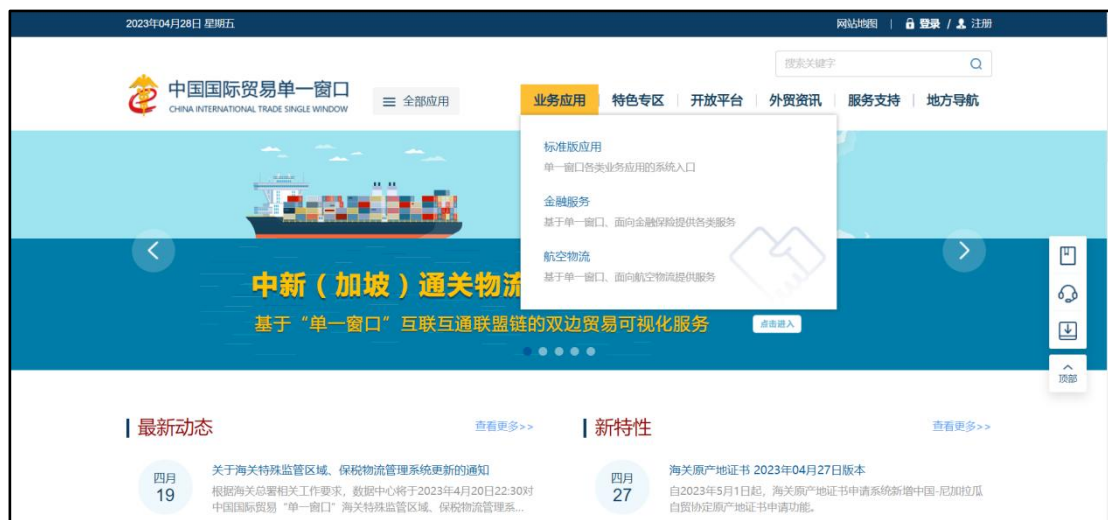 2023年04月28日 星期五
网站地图 | 登录 / 注册
搜索关键字
中国国际贸易单一窗口
CHINA INTERNATIONAL TRADE SINGLE WINDOW
全部应用
业务应用 特色专区 开放平台 外贸资讯 服务支持 地方导航
标准版应用
单一窗口各类业务应用的系统入口
金融服务
基于单一窗口、面向金融保险提供各类服务
航空物流
基于单一窗口、面向航空物流提供服务
中新（加坡）通关物流
基于“单一窗口”互联互通联盟链的双边贸易可视化服务
点击进入
顶部
最新动态
查看更多>>
四月
19
关于海关特殊监管区域、保税物流管理系统更新的通知
根据海关总署相关工作要求，数据中心将于2023年4月20日22:30对
中国国际贸易“单一窗口”海关特殊监管区域、保税物流管理系...
新特性
查看更多>>
四月
27
海关原产地证书 2023年04月27日版本
自2023年5月1日起，海关原产地证书申请系统新增中国-尼加拉瓜
自贸协定原产地证书申请功能。